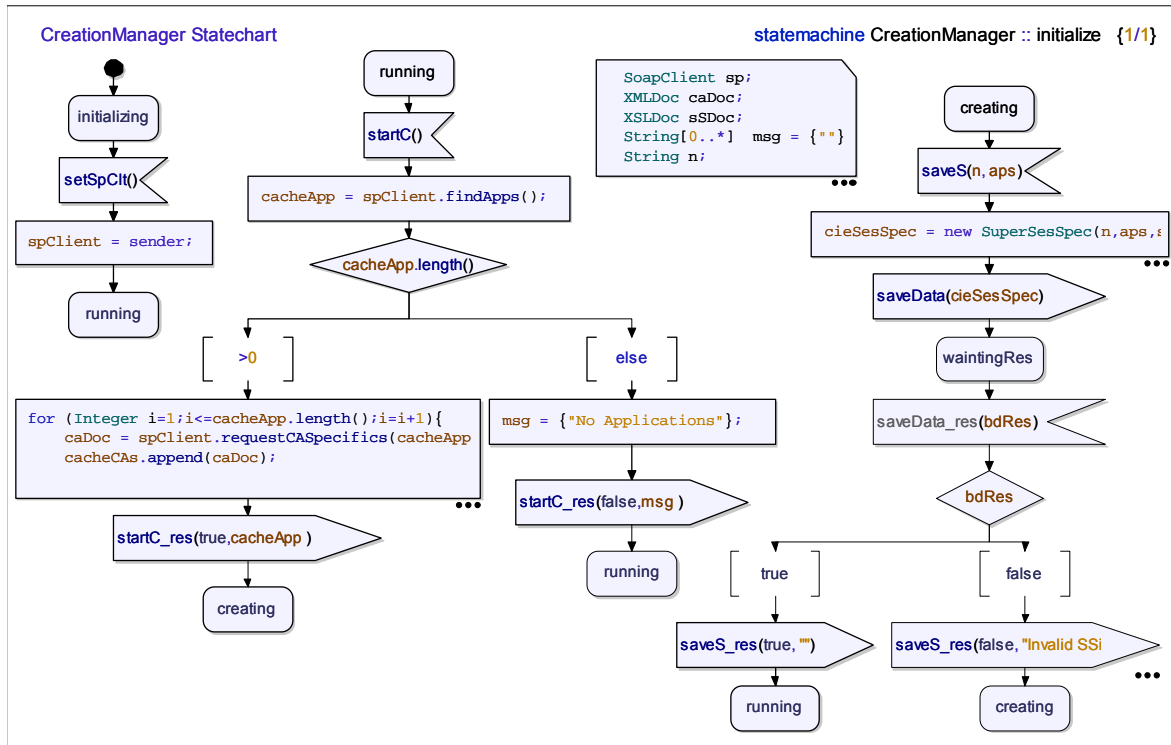 CreationManager Statechart
statemachine CreationManager :: initialize {1/1}
initializing
setSpClt()
spClient = sender;
running
running
startC()
cacheApp = spClient.findApps();
cacheApp.length()
>0
else
for (Integer i=1;i<=cacheApp.length();i=i+1){
caDoc = spClient.requestCASpecifics(cacheApp
cacheCAs.append(caDoc);
startC_res(true,cacheApp )
creating
msg = {"No Applications"};
startC_res(false,msg )
running
SoapClient sp;
XMLDoc caDoc;
XSLDoc sSDoc;
String[0..*] msg = {""}
String n;
creating
saveS(n, aps)
cieSesSpec = new SuperSesSpec(n,aps,s
saveData(cieSesSpec)
waintingRes
saveData_res(bdRes)
bdRes
true
false
saveS_res(true, "")
saveS_res(false, "Invalid SSi
running
creating